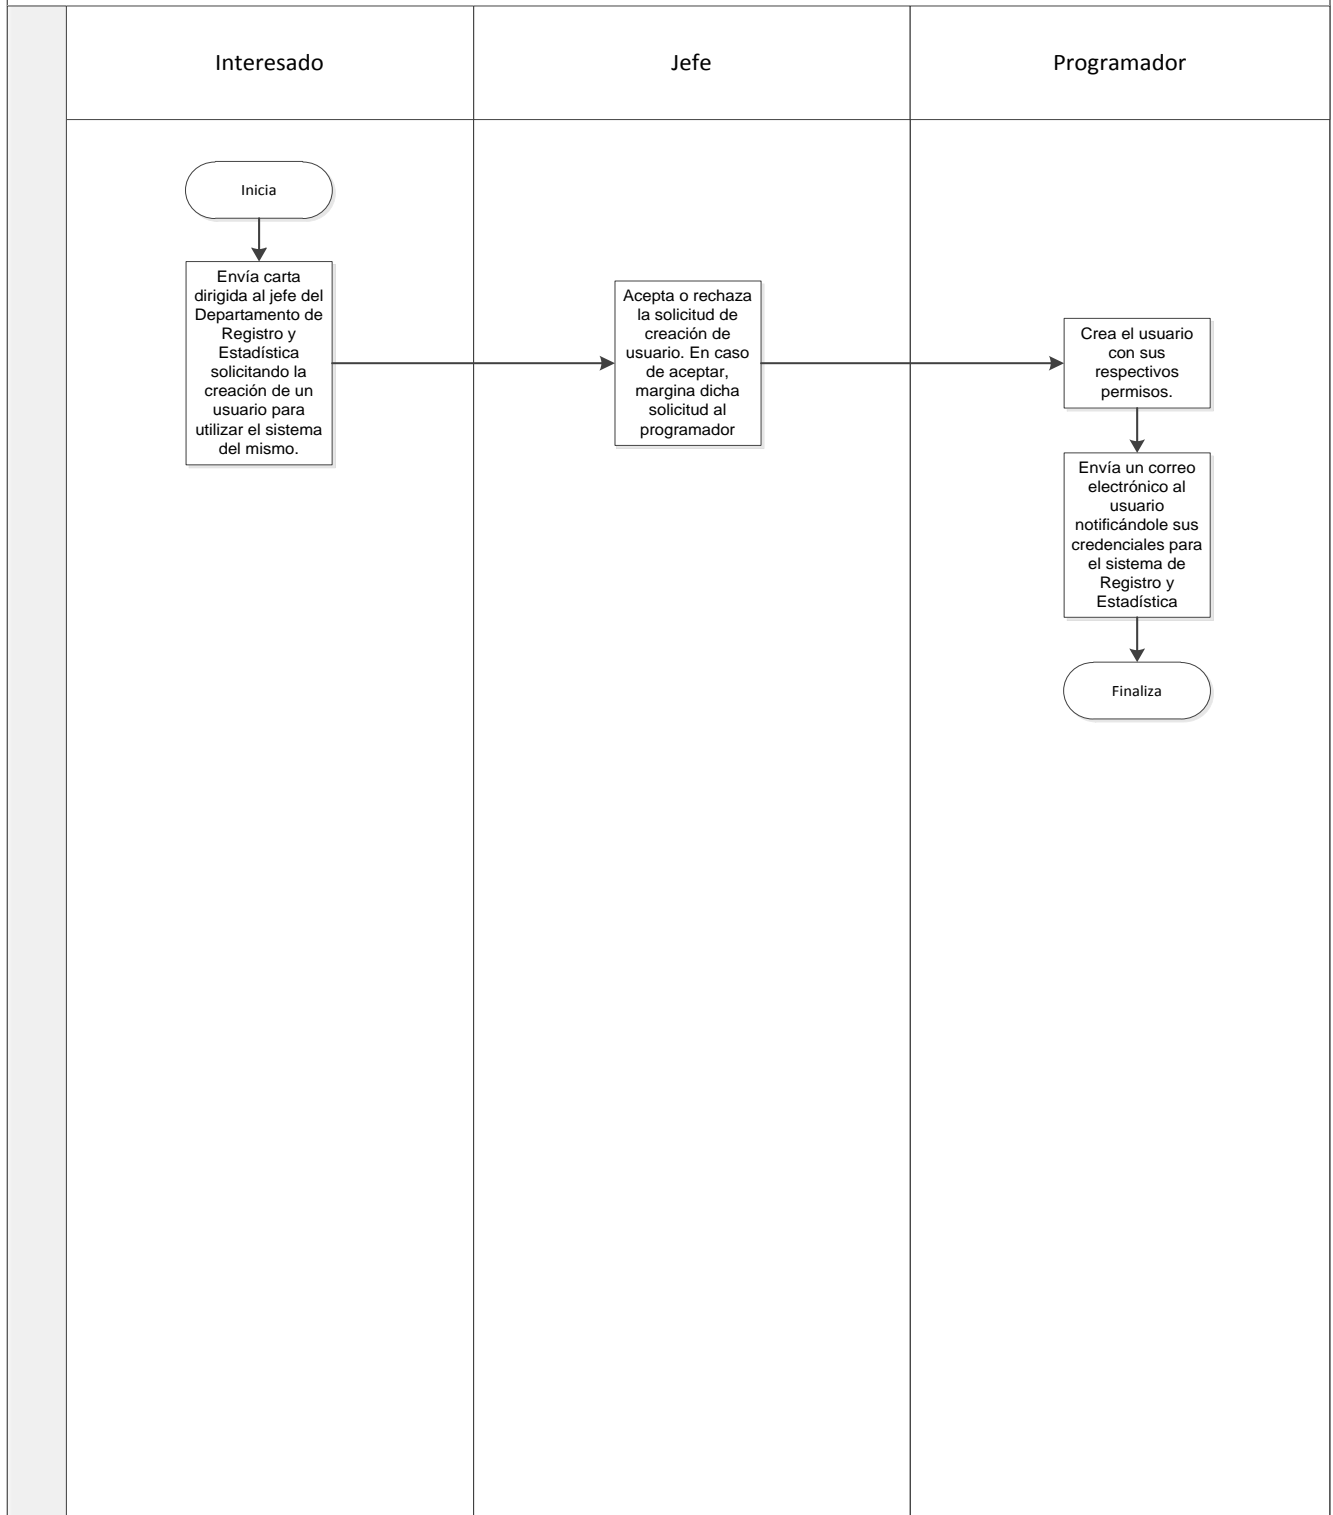 Interesado
Jefe
Programador
Inicia
Envía carta
dirigida al jefe del
Departamento de
Registro y
Estadística
solicitando la
creación de un
usuario para
utilizar el sistema
del mismo.
Acepta o rechaza
la solicitud de
creación de
usuario. En caso
de aceptar,
margina dicha
solicitud al
programador
Crea el usuario
con sus
respectivos
permisos.
Envía un correo
electrónico al
usuario
notificándole sus
credenciales para
el sistema de
Registro y
Estadística
Finaliza